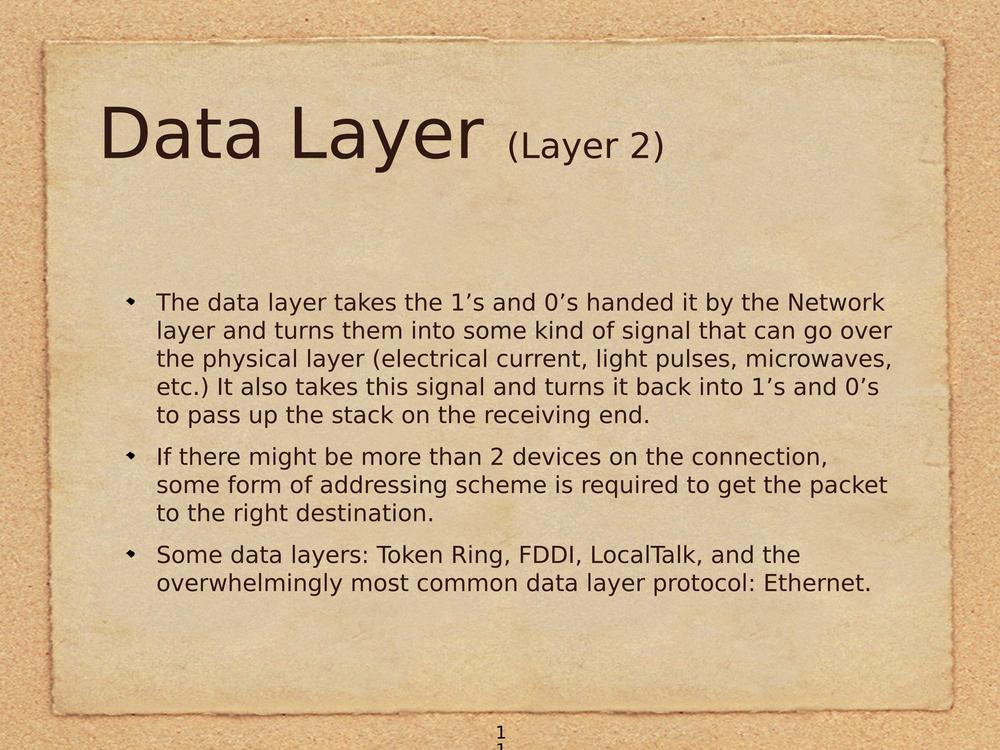 Data Layer (Layer 2)
The data layer takes the 1’s and 0’s handed it by the Network
layer and turns them into some kind of signal that can go over
the physical layer (electrical current, light pulses, microwaves,
etc.) It also takes this signal and turns it back into 1’s and 0’s
to pass up the stack on the receiving end.
If there might be more than 2 devices on the connection,
some form of addressing scheme is required to get the packet
to the right destination.
Some data layers: Token Ring, FDDI, LocalTalk, and the
overwhelmingly most common data layer protocol: Ethernet.
1
1